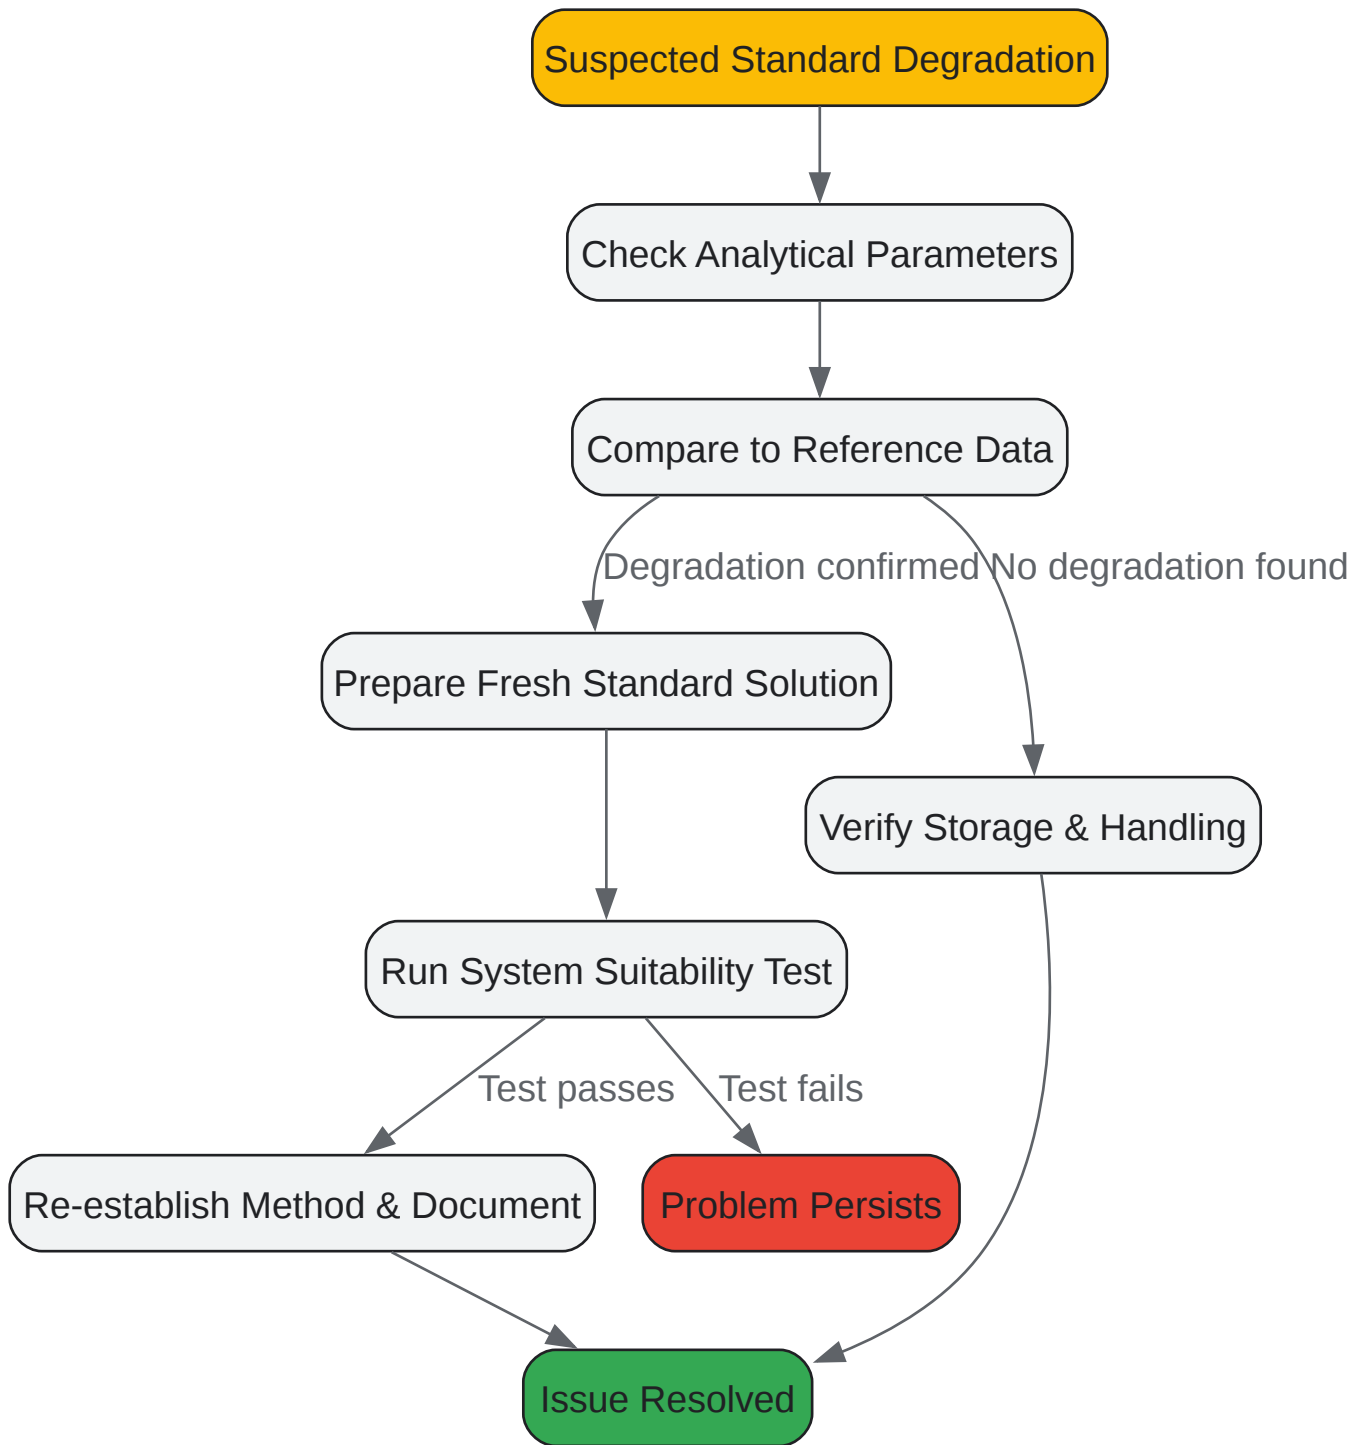 Suspected Standard Degradation
Check Analytical Parameters
Compare to Reference Data
Degradation confirmed
No degradation found
Prepare Fresh Standard Solution
Verify Storage & Handling
Run System Suitability Test
Test passes
Test fails
Re-establish Method & Document
Problem Persists
Issue Resolved